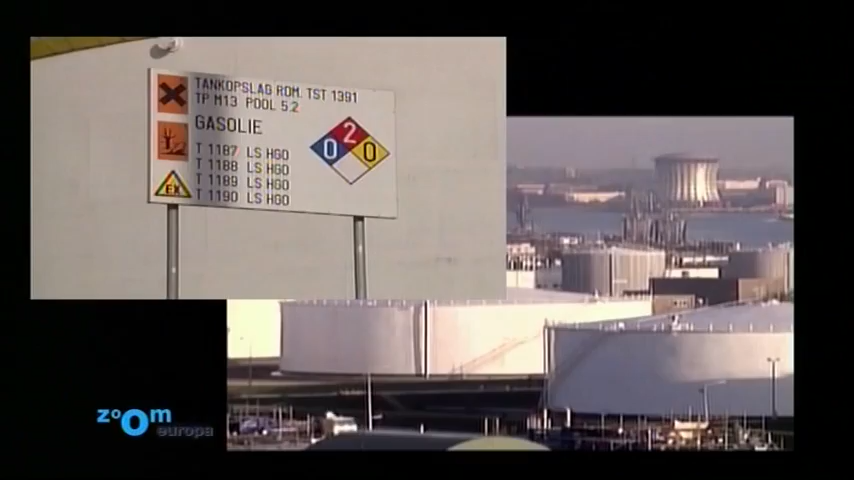 TANKOPSLAG RDM. TST 1391
TP M13 POOL 5.2
GASOLIE
T 1187 LS HGO
T 1188 LS HGO
T 1189 LS HGO
T 1190 LS HGO
EX
2
0
0
zoom
europa